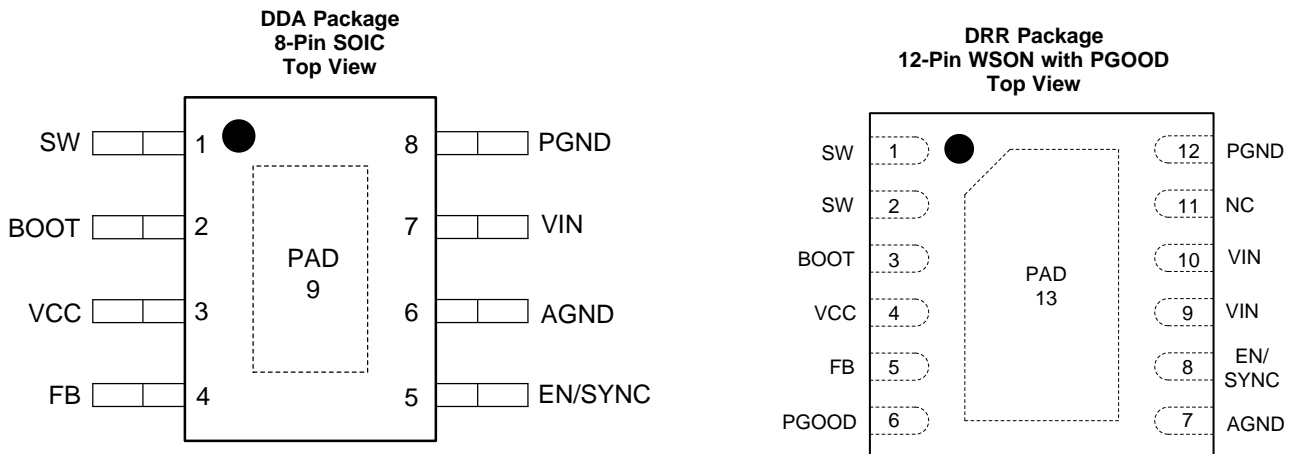 DDA Package
8-Pin SOIC
Top View
SW 1 8 PGND
BOOT 2 7 VIN
PAD
9
VCC 3 6 AGND
FB 4 5 EN/SYNC
DRR Package
12-Pin WSON with PGOOD
Top View
SW 1 12 PGND
SW 2 11 NC
BOOT 3 10 VIN
PAD
13
VCC 4 9 VIN
FB 5 8 EN/
SYNC
PGOOD 6 7 AGND